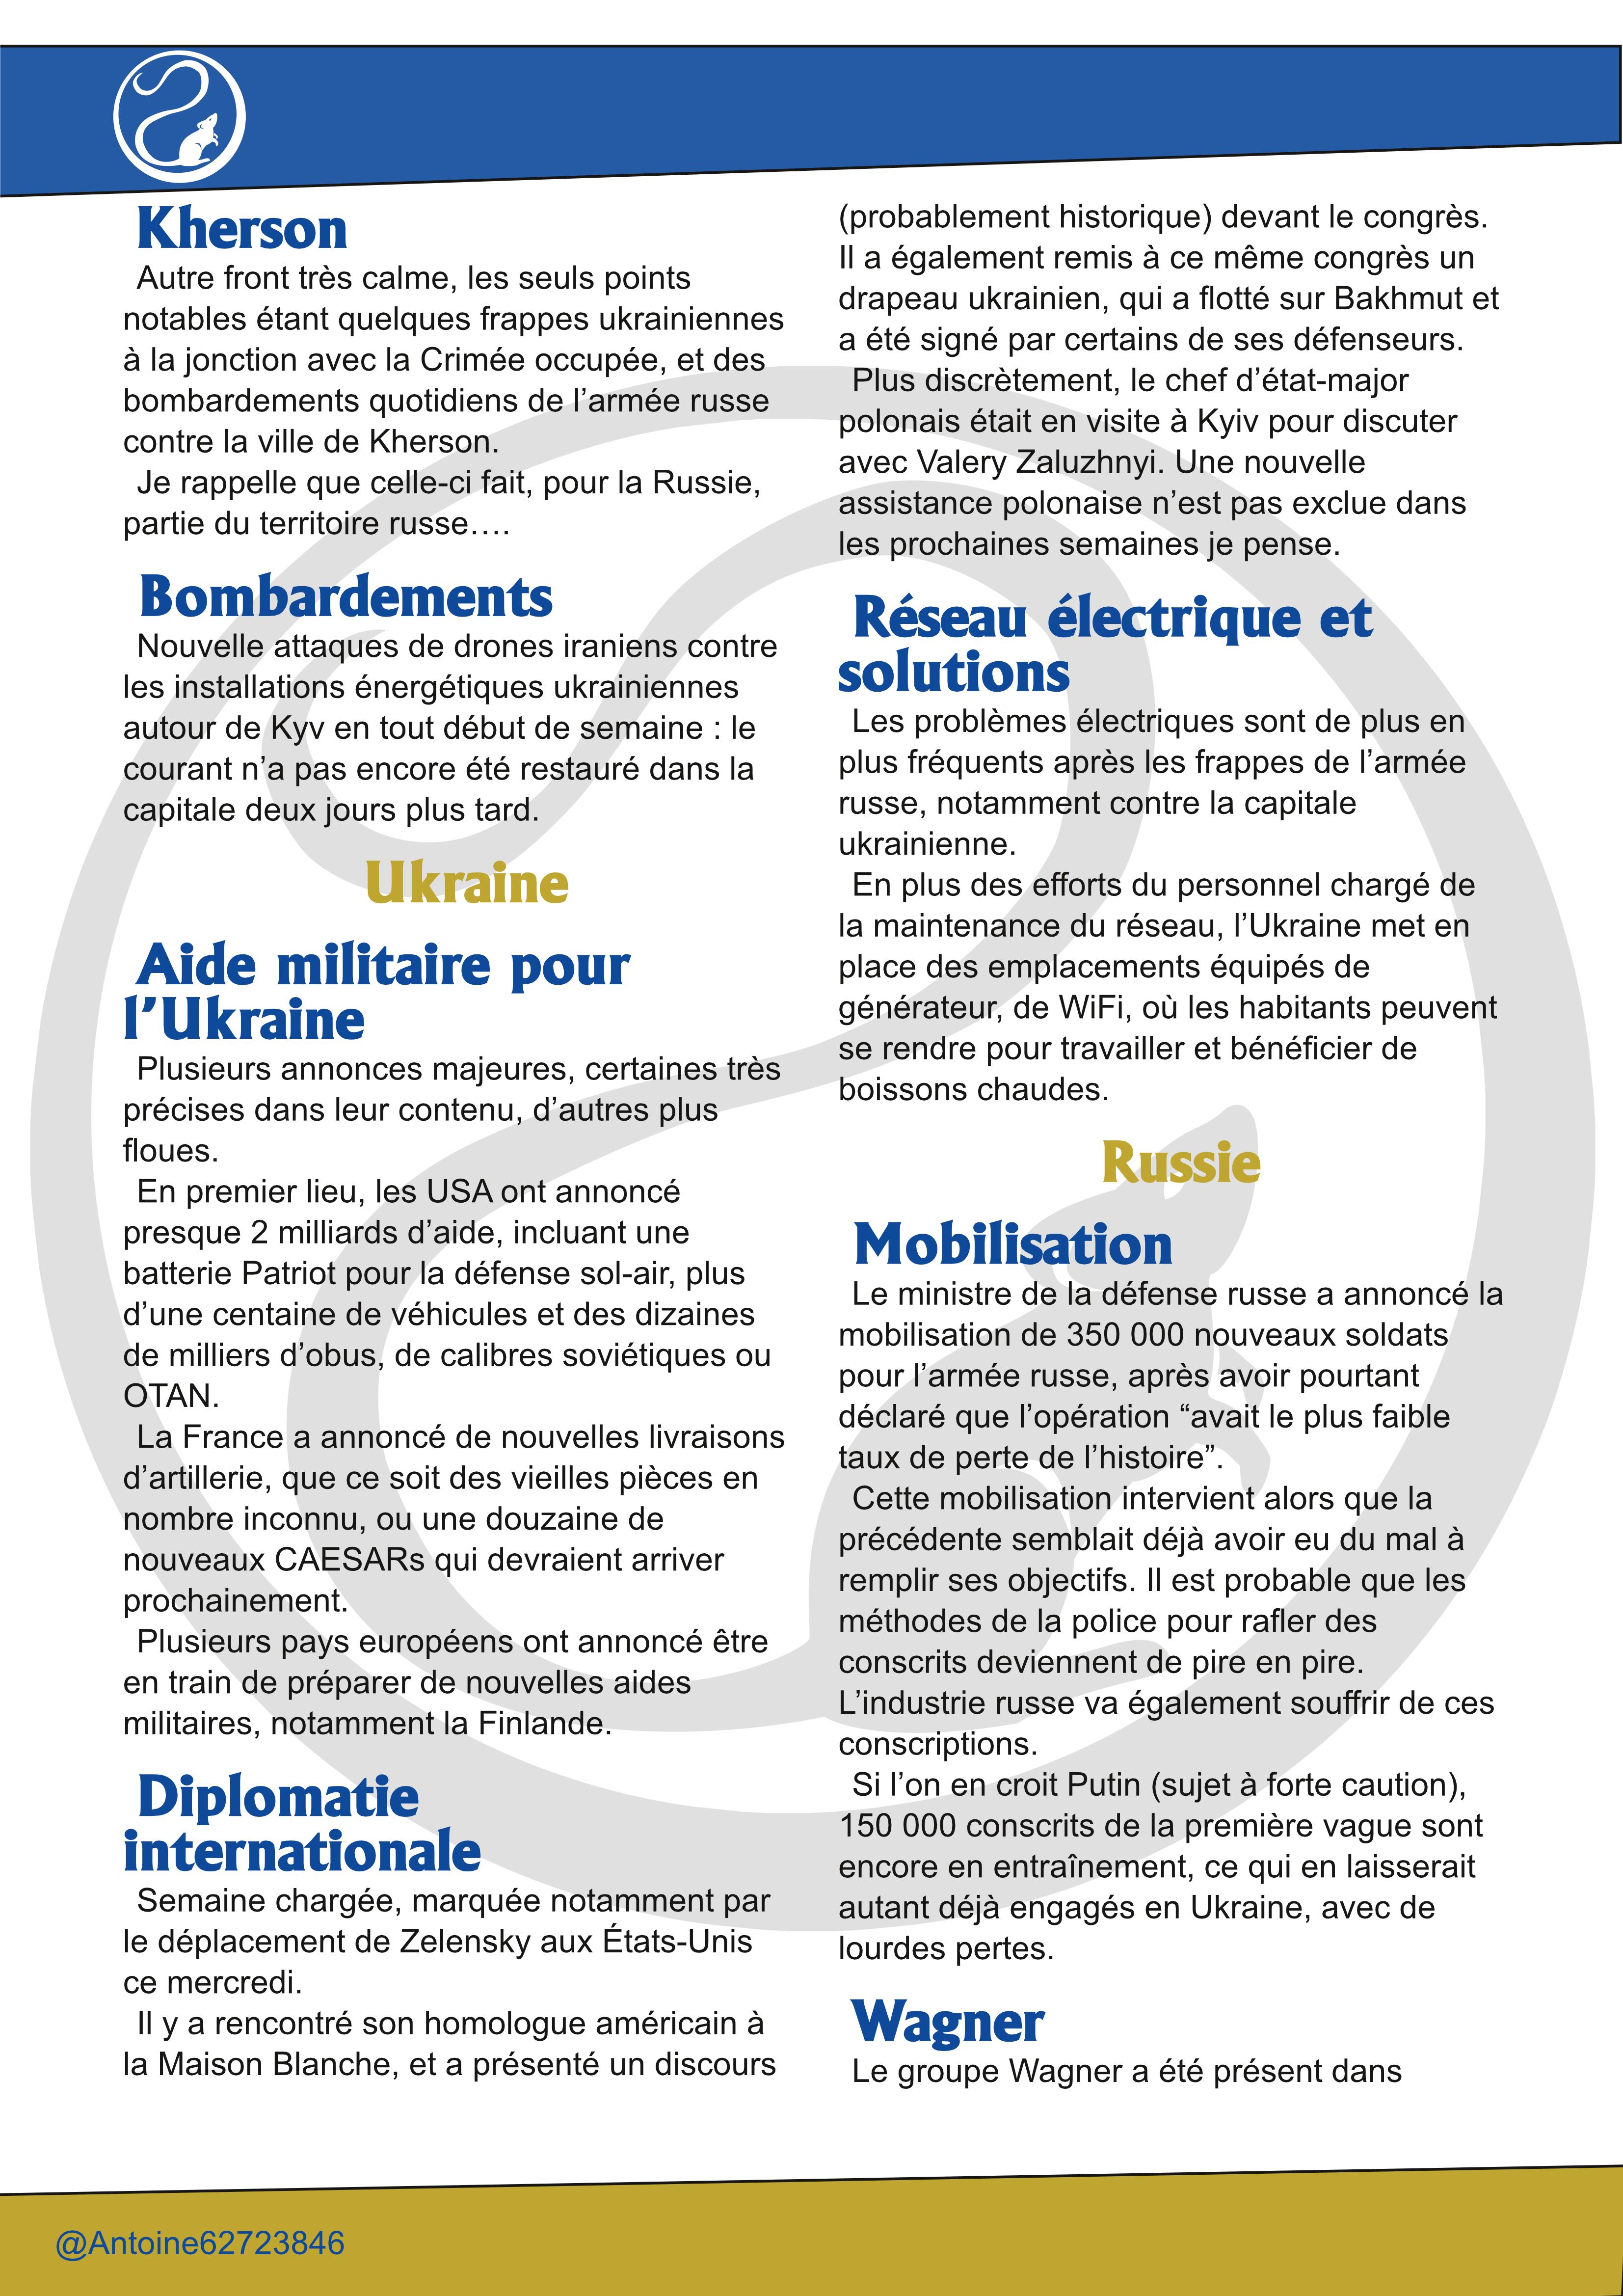 Kherson
Autre front très calme, les seuls points
notables étant quelques frappes ukrainiennes
à la jonction avec la Crimée occupée, et des
bombardements quotidiens de l’armée russe
contre la ville de Kherson.
Je rappelle que celle-ci fait, pour la Russie,
partie du territoire russe….
Bombardements
Nouvelle attaques de drones iraniens contre
les installations énergétiques ukrainiennes
autour de Kyv en tout début de semaine : le
courant n’a pas encore été restauré dans la
capitale deux jours plus tard.
Ukraine
Aide militaire pour
l’Ukraine
Plusieurs annonces majeures, certaines très
précises dans leur contenu, d’autres plus
floues.
En premier lieu, les USA ont annoncé
presque 2 milliards d’aide, incluant une
batterie Patriot pour la défense sol-air, plus
d’une centaine de véhicules et des dizaines
de milliers d’obus, de calibres soviétiques ou
OTAN.
La France a annoncé de nouvelles livraisons
d’artillerie, que ce soit des vieilles pièces en
nombre inconnu, ou une douzaine de
nouveaux CAESARs qui devraient arriver
prochainement.
Plusieurs pays européens ont annoncé être
en train de préparer de nouvelles aides
militaires, notamment la Finlande.
Diplomatie
internationale
Semaine chargée, marquée notamment par
le déplacement de Zelensky aux États-Unis
ce mercredi.
Il y a rencontré son homologue américain à
la Maison Blanche, et a présenté un discours
(probablement historique) devant le congrès.
Il a également remis à ce même congrès un
drapeau ukrainien, qui a flotté sur Bakhmut et
a été signé par certains de ses défenseurs.
Plus discrètement, le chef d’état-major
polonais était en visite à Kyiv pour discuter
avec Valery Zaluzhnyi. Une nouvelle
assistance polonaise n’est pas exclue dans
les prochaines semaines je pense.
Réseau électrique et
solutions
Les problèmes électriques sont de plus en
plus fréquents après les frappes de l’armée
russe, notamment contre la capitale
ukrainienne.
En plus des efforts du personnel chargé de
la maintenance du réseau, l’Ukraine met en
place des emplacements équipés de
générateur, de WiFi, où les habitants peuvent
se rendre pour travailler et bénéficier de
boissons chaudes.
Russie
Mobilisation
Le ministre de la défense russe a annoncé la
mobilisation de 350 000 nouveaux soldats
pour l’armée russe, après avoir pourtant
déclaré que l’opération “avait le plus faible
taux de perte de l’histoire”.
Cette mobilisation intervient alors que la
précédente semblait déjà avoir eu du mal à
remplir ses objectifs. Il est probable que les
méthodes de la police pour rafler des
conscrits deviennent de pire en pire.
L’industrie russe va également souffrir de ces
conscriptions.
Si l’on en croit Putin (sujet à forte caution),
150 000 conscrits de la première vague sont
encore en entraînement, ce qui en laisserait
autant déjà engagés en Ukraine, avec de
lourdes pertes.
Wagner
Le groupe Wagner a été présent dans
@Antoine62723846